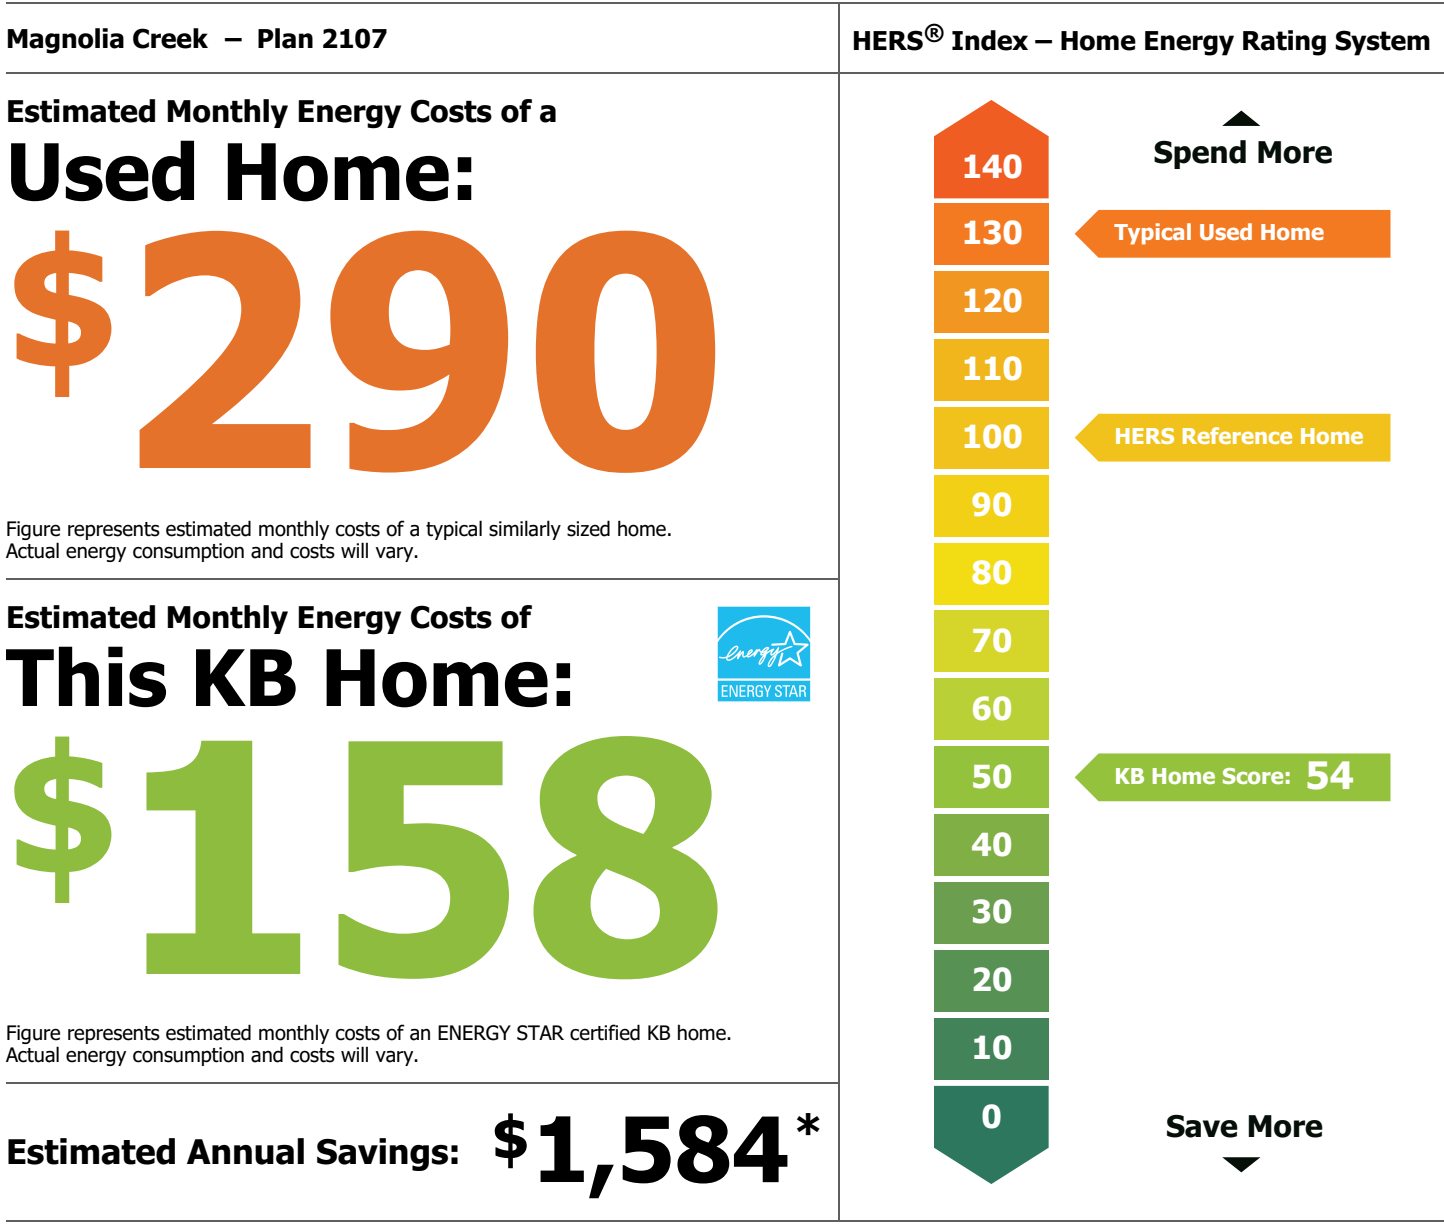 Magnolia Creek – Plan 2107
Estimated Monthly Energy Costs of a
Used Home:
$290
Figure represents estimated monthly costs of a typical similarly sized home.
Actual energy consumption and costs will vary.
Estimated Monthly Energy Costs of
This KB Home:
energy
ENERGY STAR
$158
Figure represents estimated monthly costs of an ENERGY STAR certified KB home.
Actual energy consumption and costs will vary.
Estimated Annual Savings: $1,584*
HERS® Index – Home Energy Rating System
Spend More
140
130 Typical Used Home
120
110
100 HERS Reference Home
90
80
70
60
50 KB Home Score: 54
40
30
20
10
0
Save More